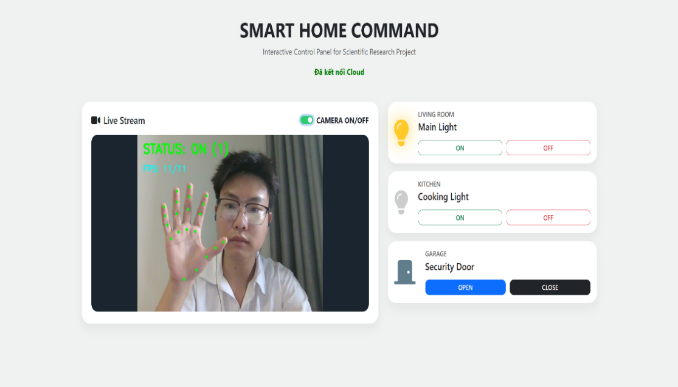 SMART HOME COMMAND
Interactive Control Panel for Scientific Research Project
Đã kết nối Cloud
Live Stream
CAMERA ON/OFF
STATUS: ON (1)
LIVING ROOM
Main Light
ON
OFF
KITCHEN
Cooking Light
ON
OFF
GARAGE
Security Door
OPEN
CLOSE